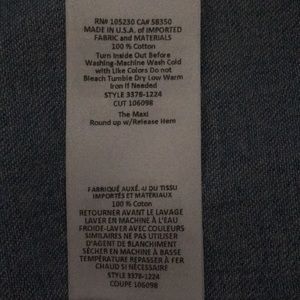 RN# 105230 CA# 58350
MADE IN U.S.A. of IMPORTED
FABRIC and MATERIALS
100 % Cotton
Turn Inside Out Before
Washing-Machine Wash Cold
with Like Colors Do not
Bleach Tumble Dry Low Warm
Iron if Needed
STYLE 3378-1224
CUT 106098
The Maxi
Round up w/Release Hem
FABRIQUÉ DU TISSU
IMPORTÉS ET MATÉRIAUX
100 % Coton
RETOURNER AVANT LE LAVAGE
LAVER EN MACHINE À L'EAU
FROIDE-LAVER AVEC COULEURS
SIMILAIRES NE PAS UTILISER
D'AGENT DE BLANCHIMENT
SÉCHER EN MACHINE À BASSE
TEMPÉRATURE REPASSER À FER
CHAUD SI NÉCESSAIRE
STYLE 3378-1224
COUPE 106098